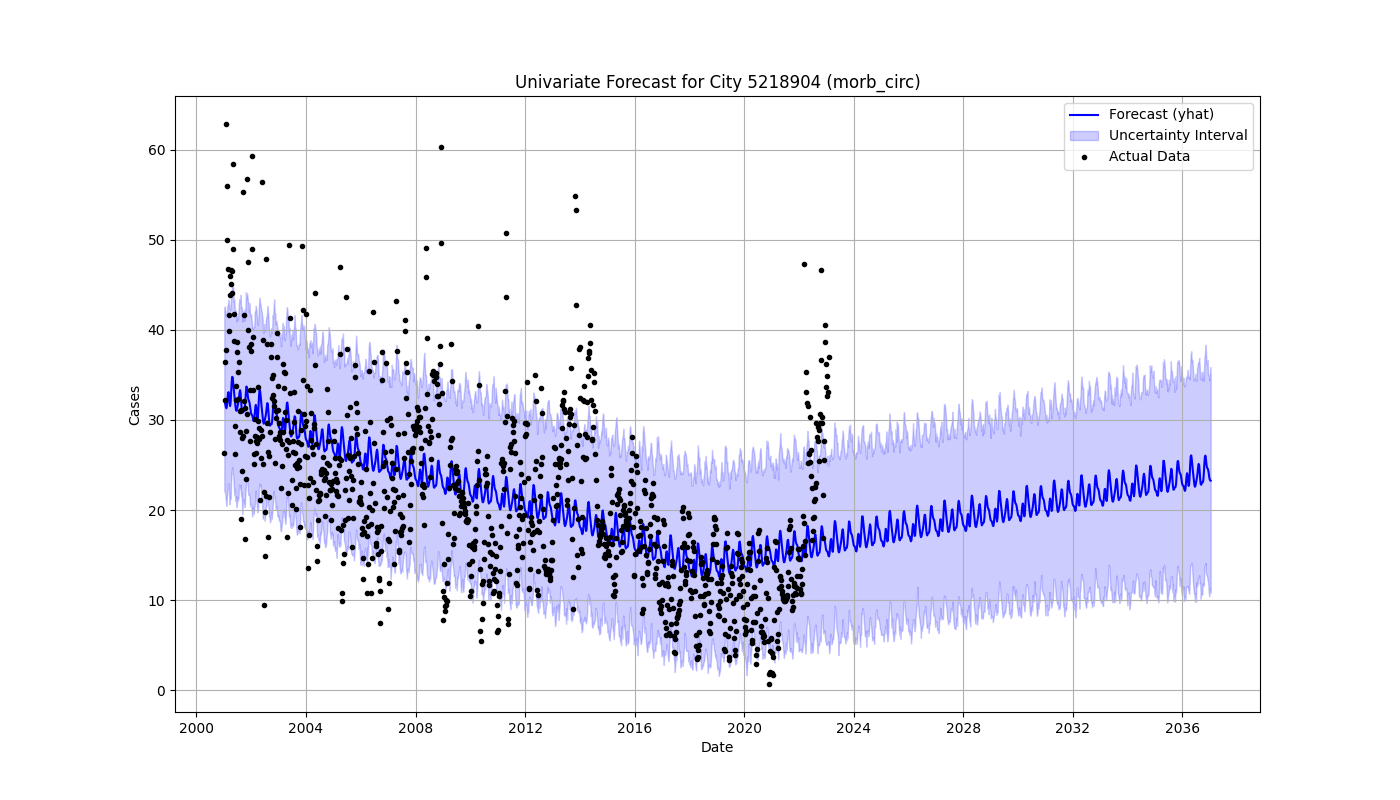 Univariate Forecast for City 5218904 (morb_circ)
Forecast (yhat)
Uncertainty Interval
Actual Data
Cases
60
50
40
30
20
10
0
2000 2004 2008 2012 2016 2020 2024 2028 2032 2036
Date